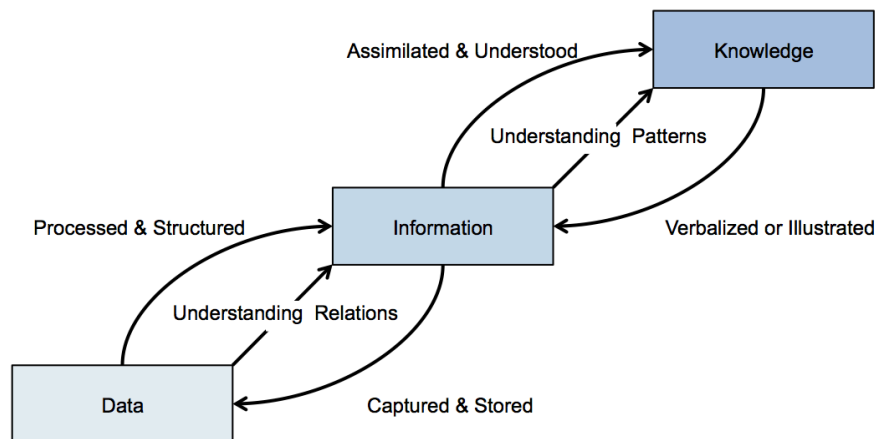 Assimilated & Understood
Knowledge
Understanding Patterns
Processed & Structured
Information
Verbalized or Illustrated
Understanding Relations
Data
Captured & Stored